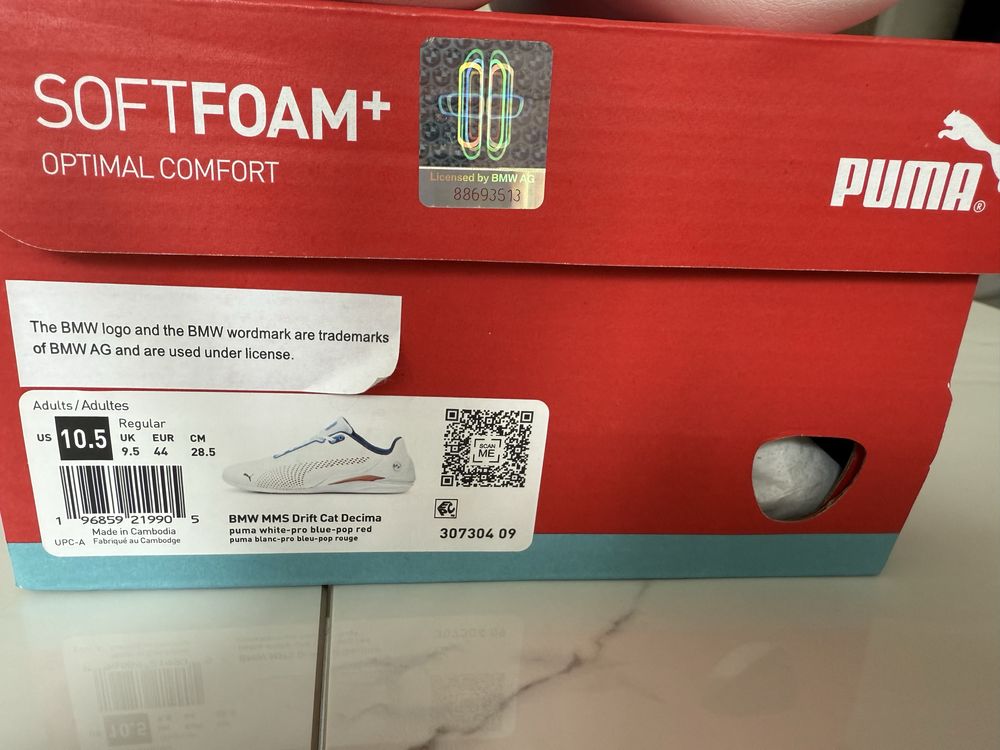 SOFTFOAM+
OPTIMAL COMFORT
Licensed by BMW AG
88693513
PUMA®
The BMW logo and the BMW wordmark are trademarks
of BMW AG and are used under license.
Adults/Adultes
US 10.5
Regular
UK EUR CM
9.5 44 28.5
1 96859 21990 5
Made in Cambodia
UPC-A Fabriqué au Cambodge
BMW MMS Drift Cat Decima
puma white-pro blue-pop red
puma blanc-pro bleu-pop rouge
SCAN
ME
307304 09